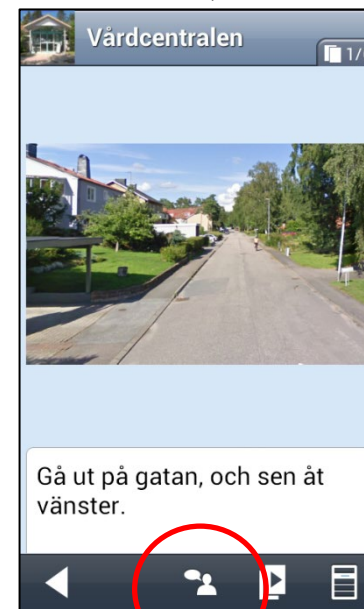 Vårdcentralen
1/
Gå ut på gatan, och sen åt
vänster.